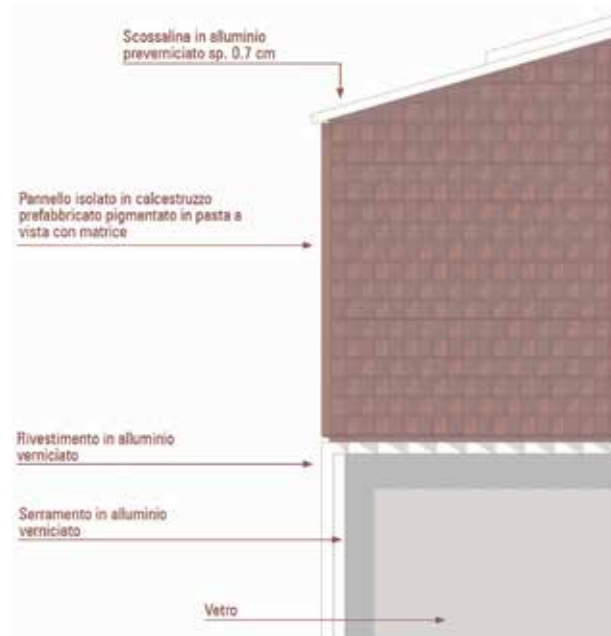 Scossalina in alluminio
preverniciato sp. 0.7 cm
Pannello isolato in calcestruzzo
prefabbricato pigmentato in pasta a
vista con matrice
Rivestimento in alluminio
verniciato
Serramento in alluminio
verniciato
Vetro